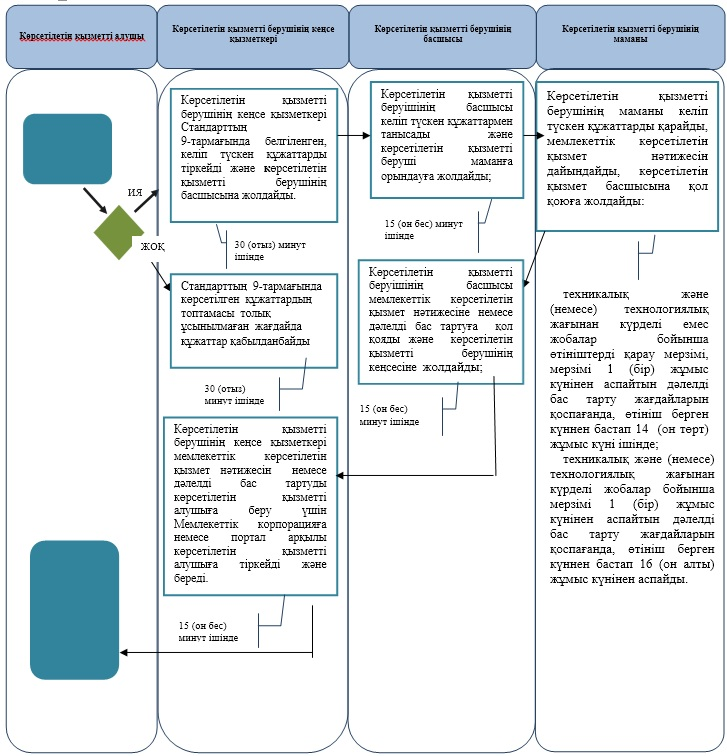 Көрсетілетін қызметті алушы
Көрсетілетін қызметті берушінің кеңсе
қызметкері
Көрсетілетін қызметті берушінің
басшысы
Көрсетілетін қызметті берушінің
маманы
Көрсетілетін қызметті
берушінің кеңсе қызметкері
Стандарттың
9-тармағында белгіленген,
келіп түскен құжаттарды
тіркейді және көрсетілетін
қызметті берушінің
басшысына жолдайды.
Көрсетілетін қызметті
беруішінің басшысы
келіп түскен құжаттармен
танысады және
көрсетілетін қызметті
беруші маманға
орындауға жолдайды;
Көрсетілетін қызметті
берушінің маманы келіп
түскен құжаттарды қарайды,
мемлекеттік көрсетілетін
қызмет нәтижесін
дайындайды, көрсетілетін
қызмет басшысына қол
қоюға жолдайды:
ИЯ
ЖОҚ
30 (отыз) минут
ішінде
15 (он бес) минут
ішінде
Стандарттың 9-тармағында
көрсетілген құжаттардың
топтамасы толық
ұсынылмаған жағдайда
құжаттар қабылданбайды
30 (отыз)
минут ішінде
Көрсетілетін қызметті
беруішінің басшысы
мемлекеттік көрсетілетін
қызмет нәтижесіне немесе
дәлелді бас тартуға қол
қояды және көрсетілетін
қызметті берушінің
кеңсесіне жолдайды;
15 (он бес)
минут ішінде
техникалық және
(немесе) технологиялық
жағынан күрделі емес
жобалар бойынша
өтініштерді қарау мерзімі,
мерзімі 1 (бір) жұмыс
күнінен аспайтын дәлелді
бас тарту жағдайларын
қоспағанда, өтініш берген
күннен бастап 14 (он төрт)
жұмыс күні ішінде;
техникалық және (немесе)
технологиялық жағынан
күрделі жобалар бойынша
мерзімі 1 (бір) жұмыс
күнінен аспайтын дәлелді
бас тарту жағдайларын
қоспағанда, өтініш берген
күннен бастап 16 (он алты)
жұмыс күнінен аспайды.
Көрсетілетін қызметті
берушінің кеңсе қызметкері
мемлекеттік көрсетілетін
қызмет нәтижесін немесе
дәлелді бас тартуды
көрсетілетін қызметті
алушыға беру үшін
Мемлекеттік корпорацияға
немесе портал арқылы
көрсетілетін қызметті
алушыға тіркейді және
береді.
15 (он бес)
минут ішінде